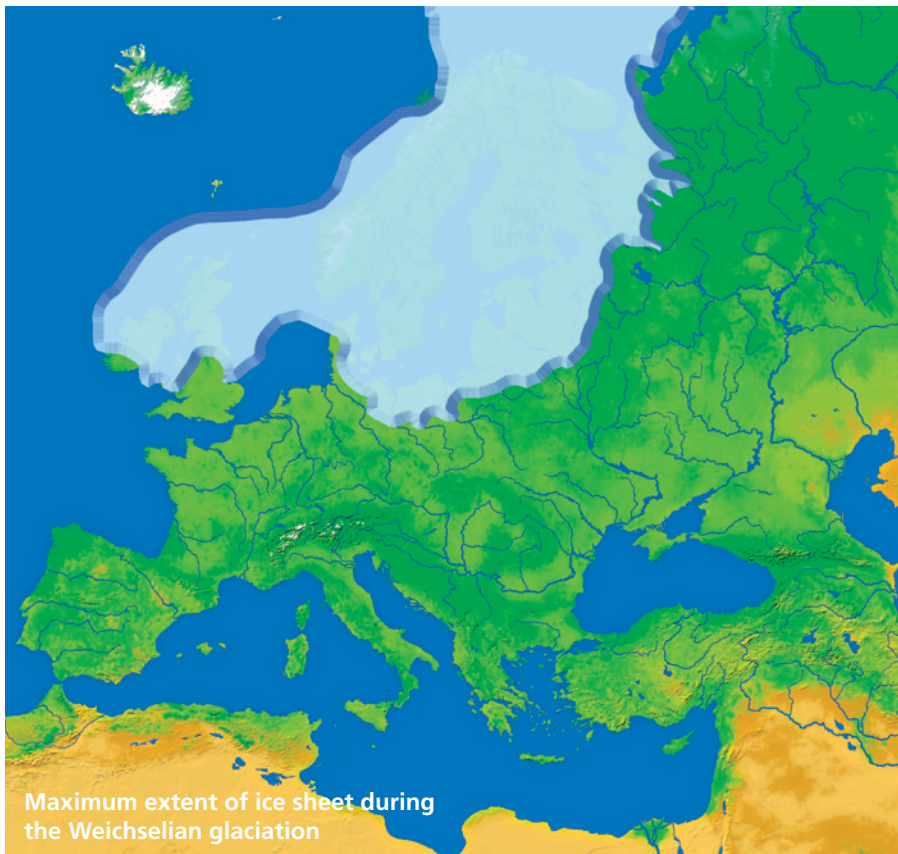 Maximum extent of ice sheet during
the Weichselian glaciation